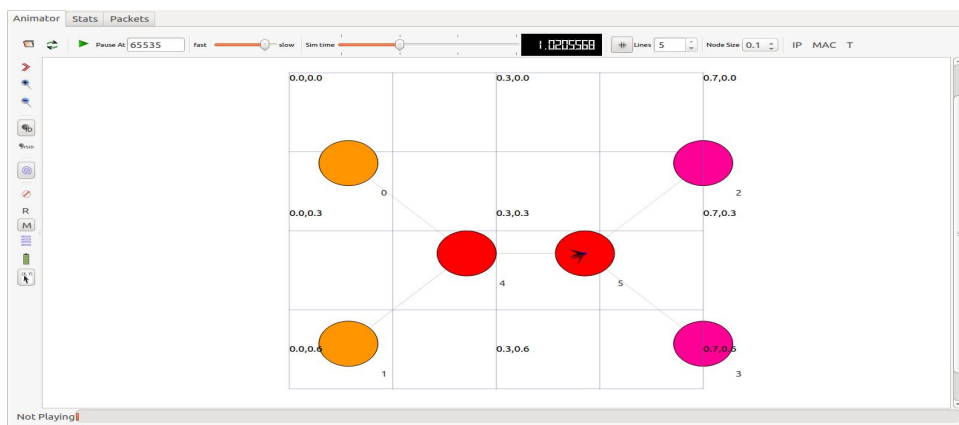 Animator Stats Packets
Pause At 65535 fast slow Sim time 1.0205568 Lines 5 Node Size 0.1 IP MAC T
0.0,0.0 0.3,0.0 0.7,0.0
0 2
0.0,0.3 0.3,0.3 0.7,0.3
R
M
4 5
0.0,0.6 0.3,0.6 0.7,0.6
1 3
Not Playing